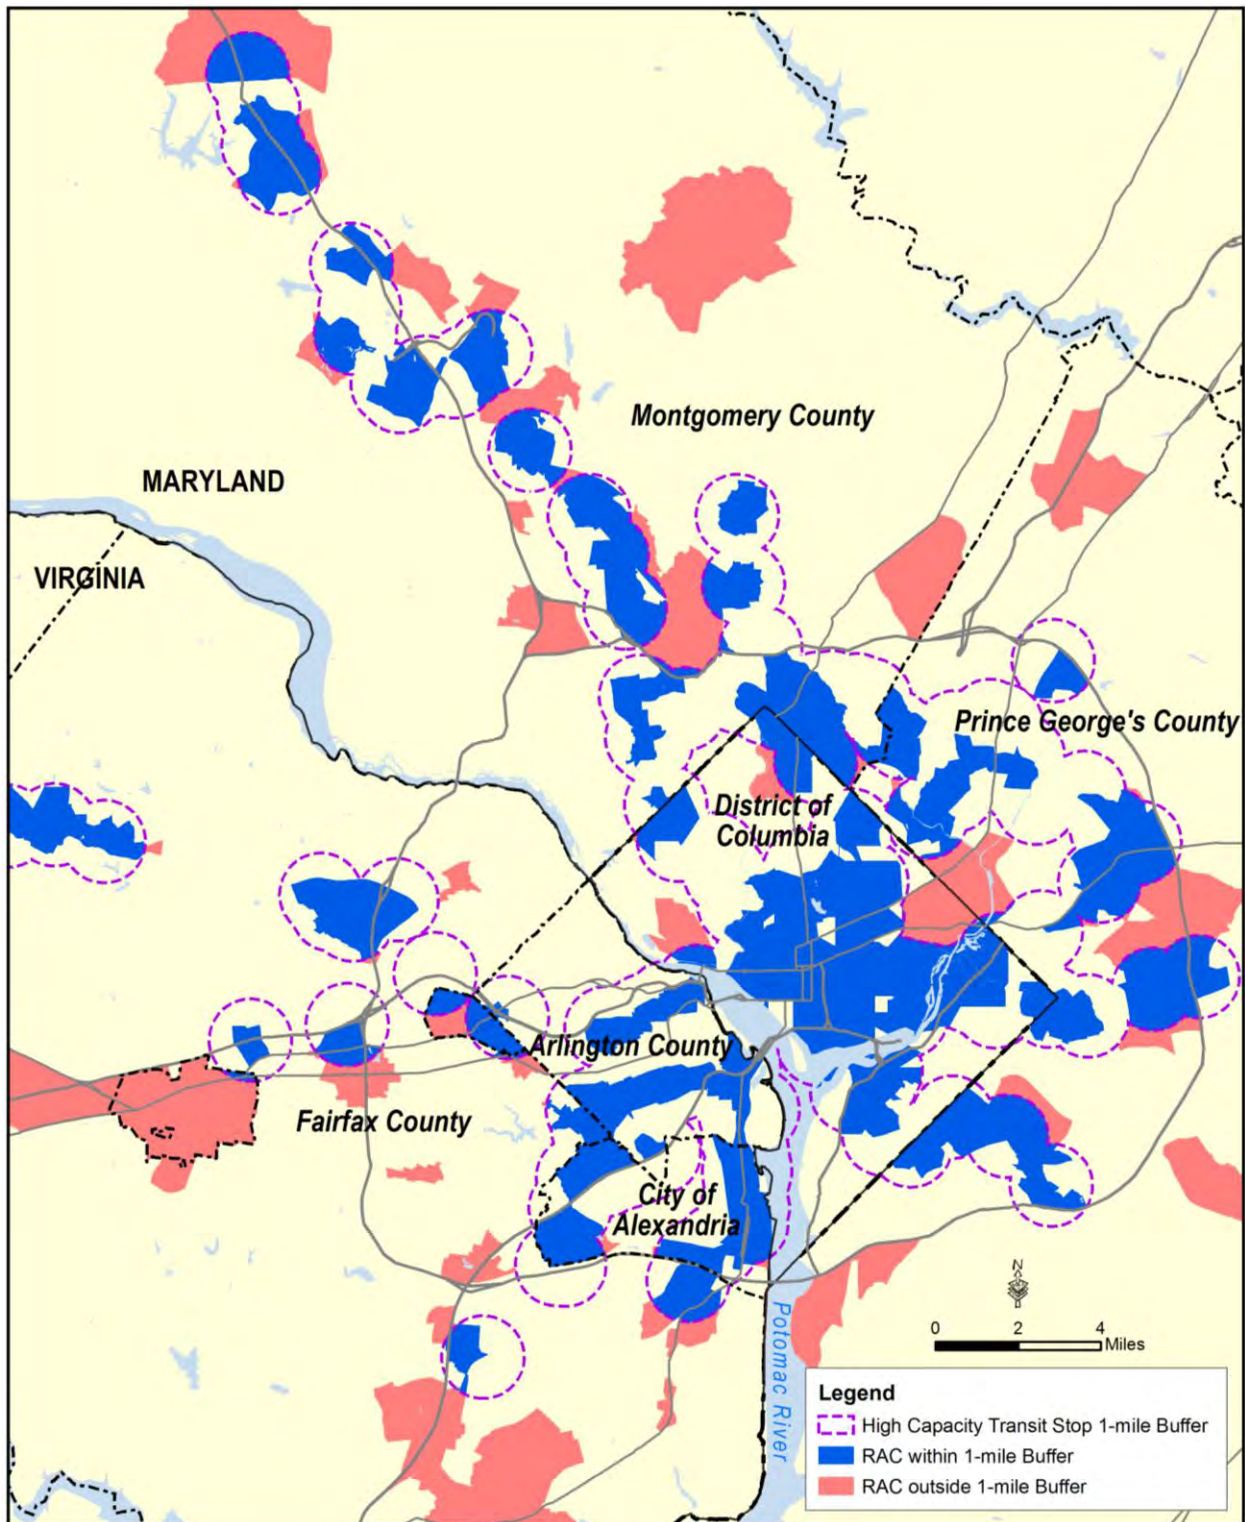 Montgomery County
MARYLAND
VIRGINIA
Prince George's County
District of
Columbia
Arlington County
Fairfax County
City of
Alexandria
Potomac River
N
0 2 4
Miles
Legend
High Capacity Transit Stop 1-mile Buffer
RAC within 1-mile Buffer
RAC outside 1-mile Buffer